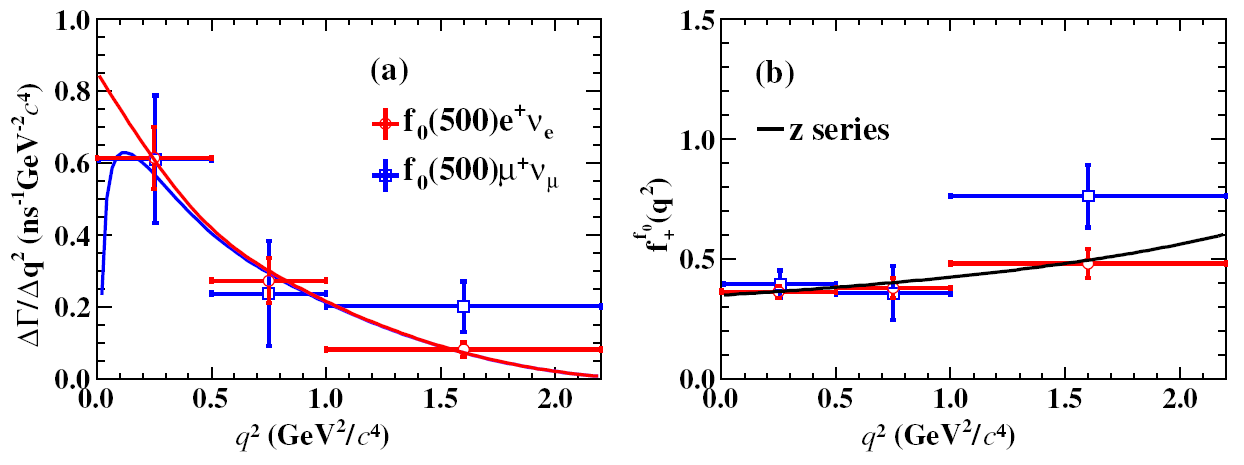 1.0
0.8
0.6
0.4
0.2
0.0
ΔΓ/Δq² (ns⁻¹GeV⁻²c⁴)
(a)
f₀(500)e⁺νₑ
f₀(500)μ⁺ν_μ
0.0 0.5 1.0 1.5 2.0
q² (GeV²/c⁴)
1.5
1.0
0.5
0.0
f₊^f₀(q²)
(b)
z series
0.0 0.5 1.0 1.5 2.0
q² (GeV²/c⁴)